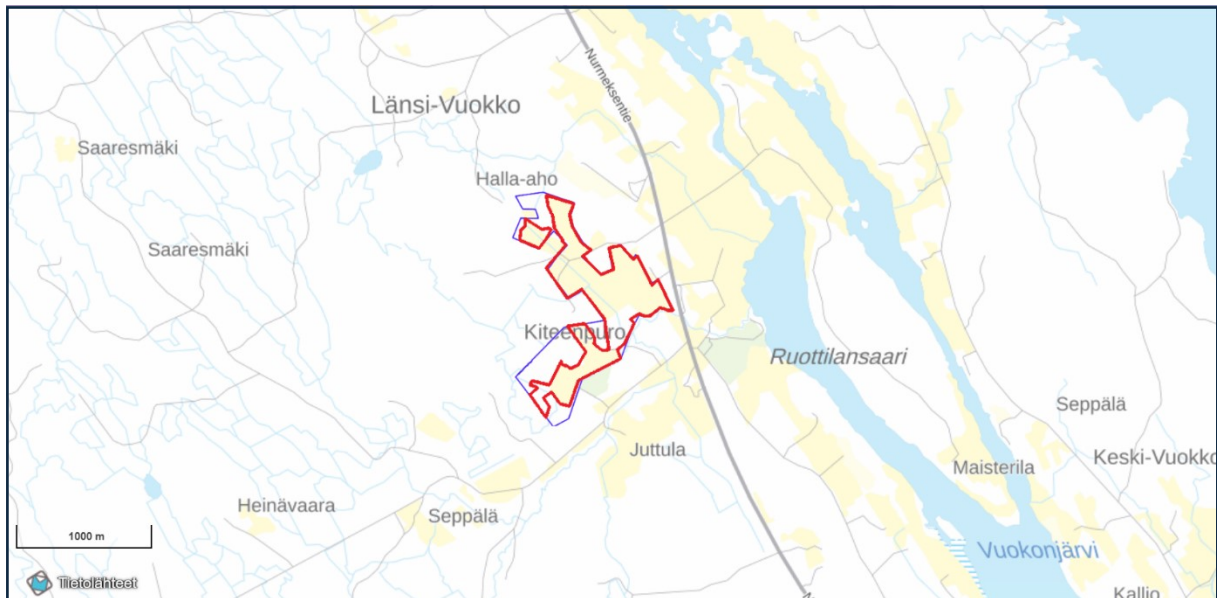 Nurmeksentie
Länsi-Vuokko
Saaresmäki
Halla-aho
Saaresmäki
Kiteenpuro
Ruottilansaari
Seppälä
Juttula
Keski-Vuokko
Maisterila
Heinävaara
Seppälä
1000 m
Vuokonjärvi
Tietolähteet
Kallio